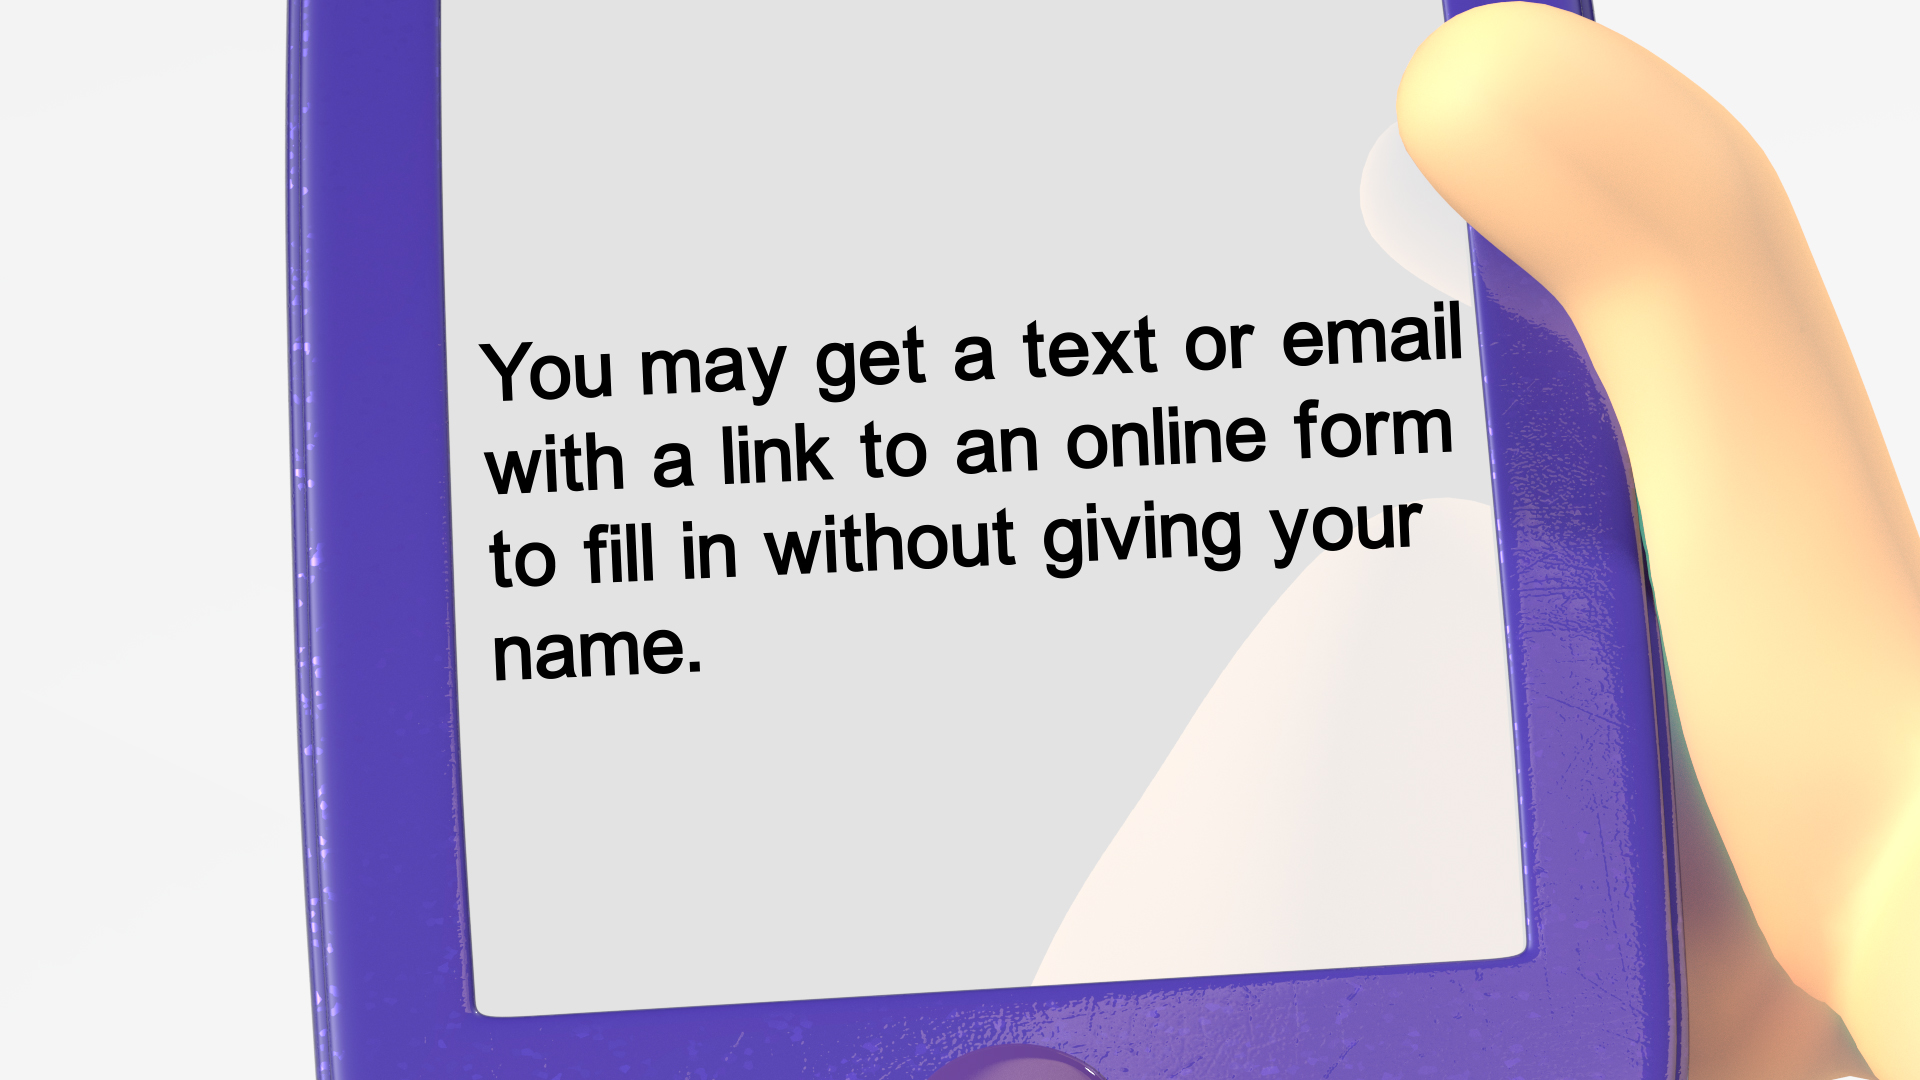 You may get a text or email
with a link to an online form
to fill in without giving your
name.